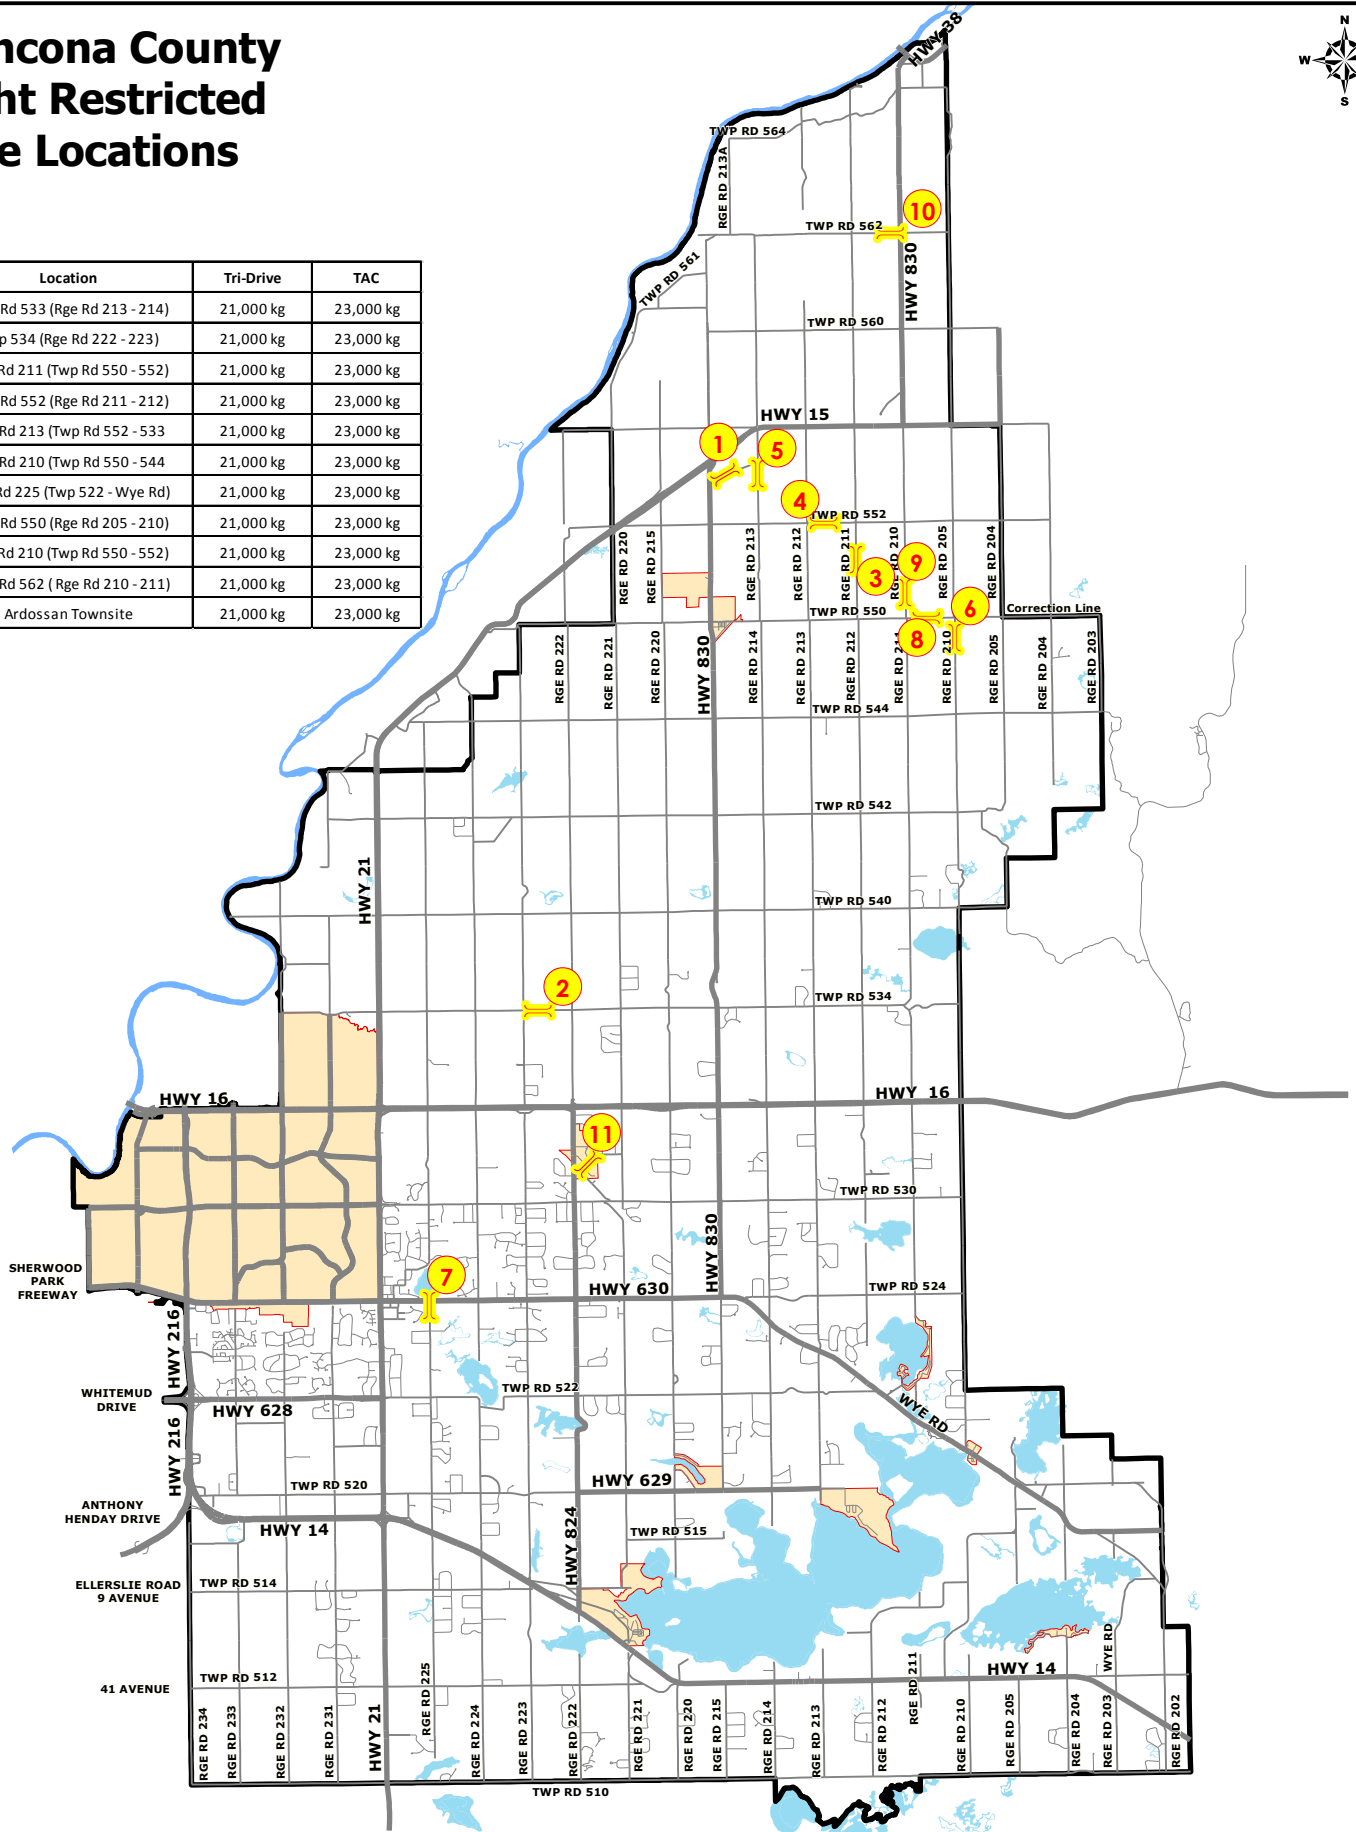 ncona County
ht Restricted
e Locations
N
W
S
Location Tri-Drive TAC
Rd 533 (Rge Rd 213 - 214) 21,000 kg 23,000 kg
p 534 (Rge Rd 222 - 223) 21,000 kg 23,000 kg
Rd 211 (Twp Rd 550 - 552) 21,000 kg 23,000 kg
Rd 552 (Rge Rd 211 - 212) 21,000 kg 23,000 kg
Rd 213 (Twp Rd 552 - 533 21,000 kg 23,000 kg
Rd 210 (Twp Rd 550 - 544 21,000 kg 23,000 kg
Rd 225 (Twp 522 - Wye Rd) 21,000 kg 23,000 kg
Rd 550 (Rge Rd 205 - 210) 21,000 kg 23,000 kg
Rd 210 (Twp Rd 550 - 552) 21,000 kg 23,000 kg
Rd 562 ( Rge Rd 210 - 211) 21,000 kg 23,000 kg
Ardossan Townsite 21,000 kg 23,000 kg
HWY 38
TWP RD 564
RGE RD 213A
10
TWP RD 562
HWY 830
TWP RD 561
TWP RD 560
HWY 15
1
5
4
TWP RD 552
RGE RD 220
RGE RD 215
RGE RD 213
RGE RD 212
RGE RD 211
RGE RD 210
RGE RD 205
RGE RD 204
9
3
6
TWP RD 550
Correction Line
8
RGE RD 222
RGE RD 221
RGE RD 220
HWY 830
RGE RD 214
RGE RD 213
RGE RD 212
RGE RD 210
RGE RD 205
RGE RD 204
RGE RD 203
TWP RD 544
TWP RD 542
HWY 21
TWP RD 540
2
TWP RD 534
HWY 16
HWY 16
11
TWP RD 530
HWY 830
SHERWOOD
PARK
FREEWAY
7
HWY 630
TWP RD 524
HWY 216
WHITEMUD
DRIVE
HWY 628
TWP RD 522
WYE RD
HWY 216
TWP RD 520
HWY 629
ANTHONY
HENDAY DRIVE
HWY 14
HWY 824
TWP RD 515
ELLERSLIE ROAD
9 AVENUE
TWP RD 514
WYE RD
TWP RD 512
41 AVENUE
HWY 14
RGE RD 234
RGE RD 233
RGE RD 232
RGE RD 231
HWY 21
RGE RD 225
RGE RD 224
RGE RD 223
RGE RD 222
RGE RD 221
RGE RD 220
RGE RD 215
RGE RD 214
RGE RD 213
RGE RD 212
RGE RD 211
RGE RD 210
RGE RD 205
RGE RD 204
RGE RD 203
RGE RD 202
TWP RD 510